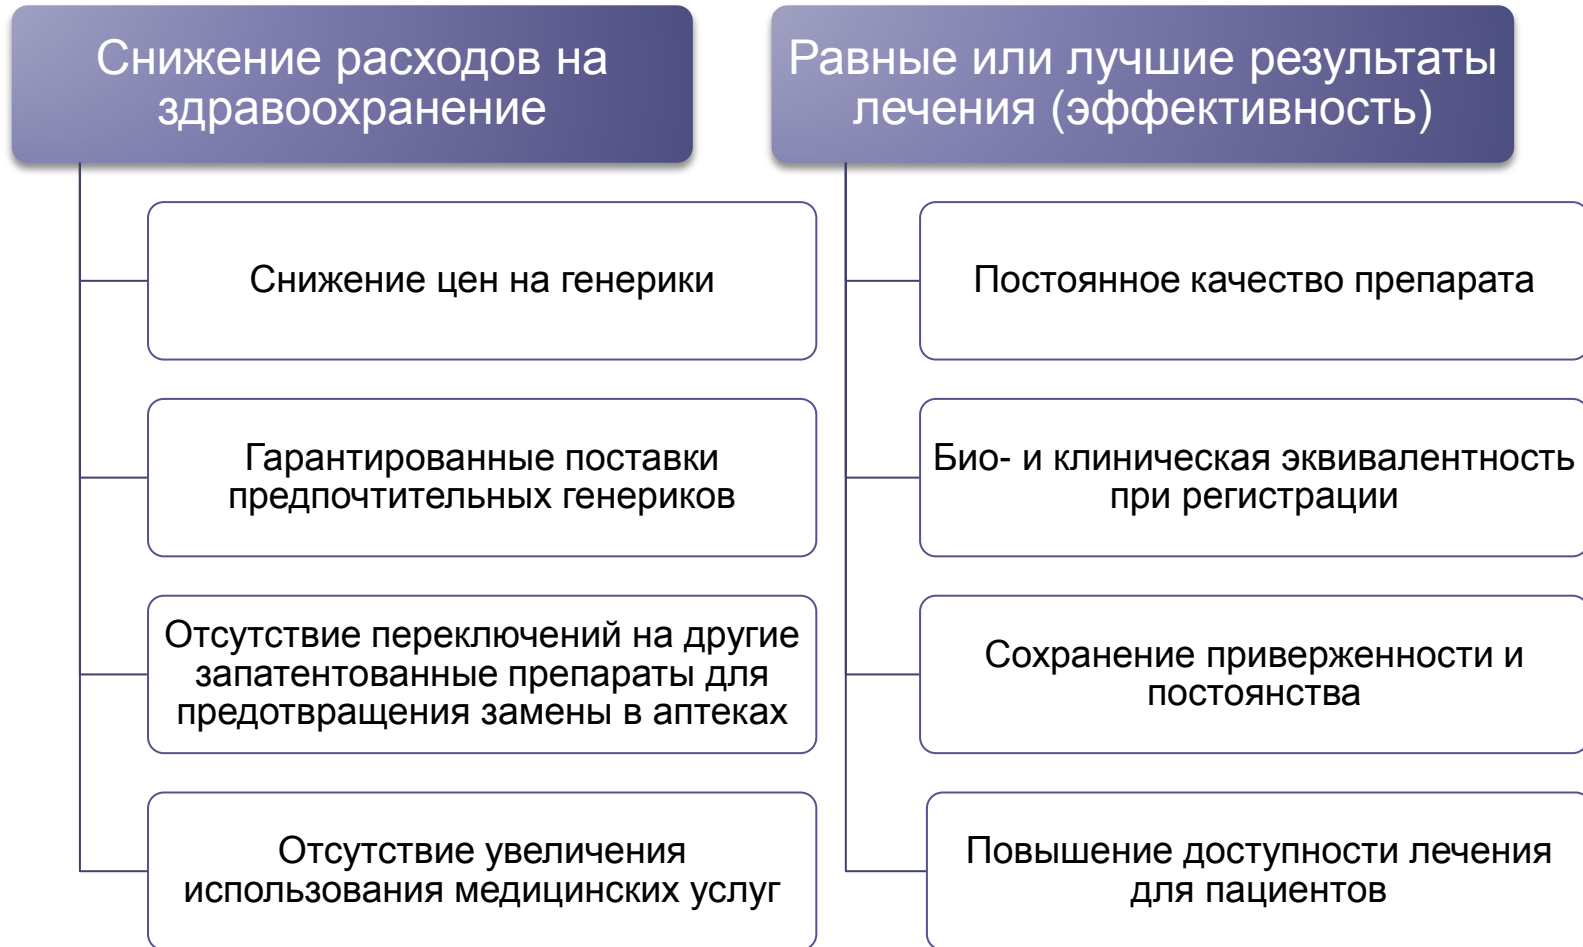 Снижение расходов на
здравоохранение
Снижение цен на генерики
Гарантированные поставки
предпочтительных генериков
Отсутствие переключений на другие
запатентованные препараты для
предотвращения замены в аптеках
Отсутствие увеличения
использования медицинских услуг
Равные или лучшие результаты
лечения (эффективность)
Постоянное качество препарата
Био- и клиническая эквивалентность
при регистрации
Сохранение приверженности и
постоянства
Повышение доступности лечения
для пациентов